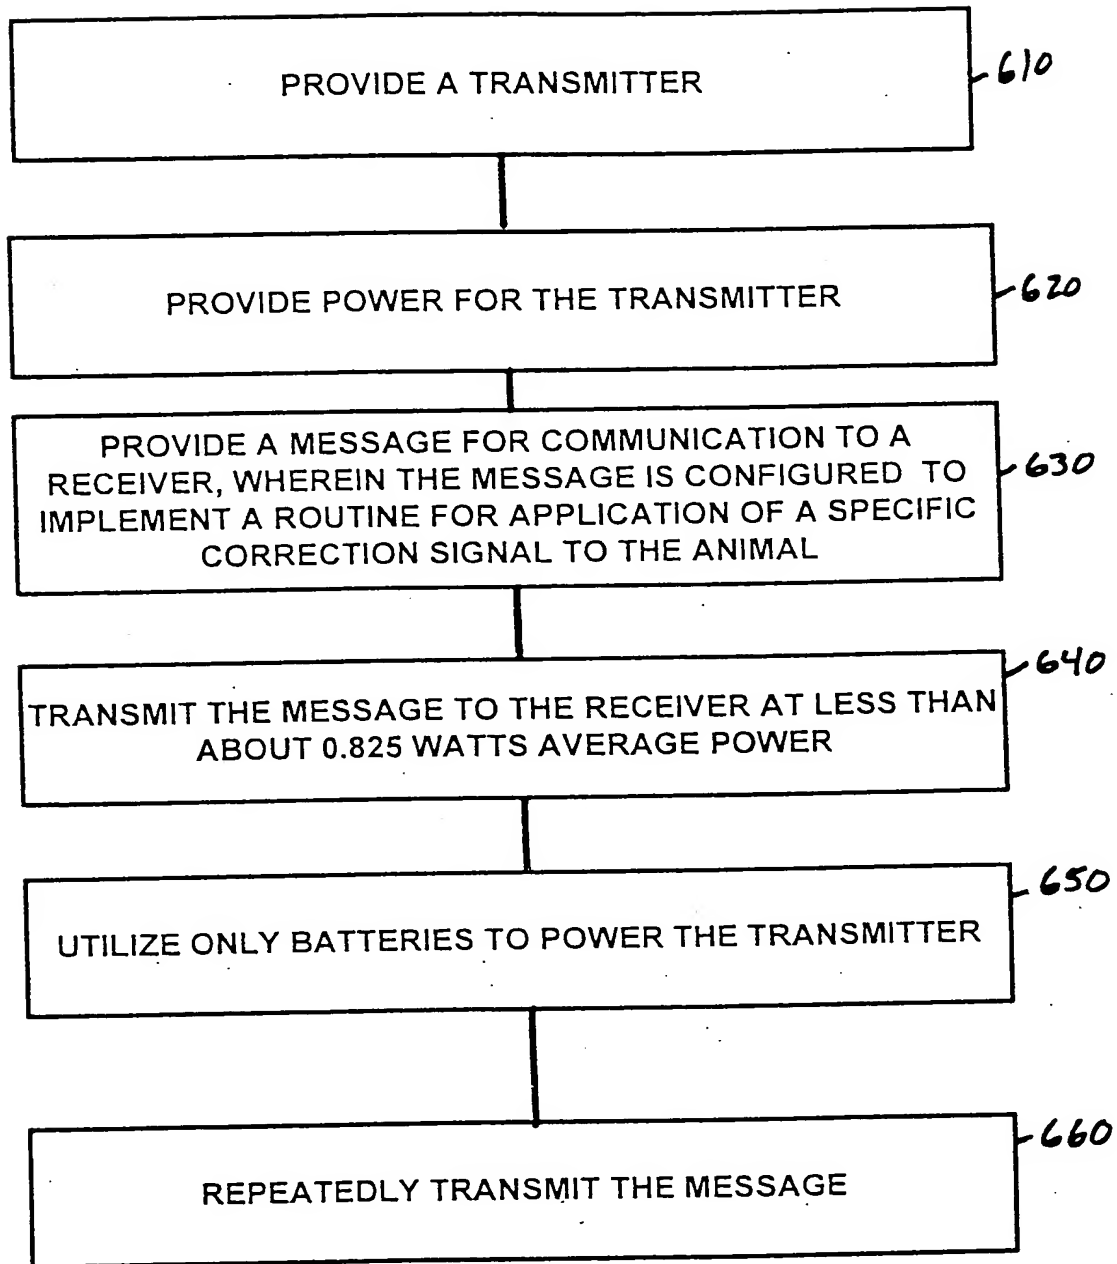 PROVIDE A TRANSMITTER
610
PROVIDE POWER FOR THE TRANSMITTER
620
PROVIDE A MESSAGE FOR COMMUNICATION TO A
RECEIVER, WHEREIN THE MESSAGE IS CONFIGURED TO
IMPLEMENT A ROUTINE FOR APPLICATION OF A SPECIFIC
CORRECTION SIGNAL TO THE ANIMAL
630
TRANSMIT THE MESSAGE TO THE RECEIVER AT LESS THAN
ABOUT 0.825 WATTS AVERAGE POWER
640
UTILIZE ONLY BATTERIES TO POWER THE TRANSMITTER
650
REPEATEDLY TRANSMIT THE MESSAGE
660